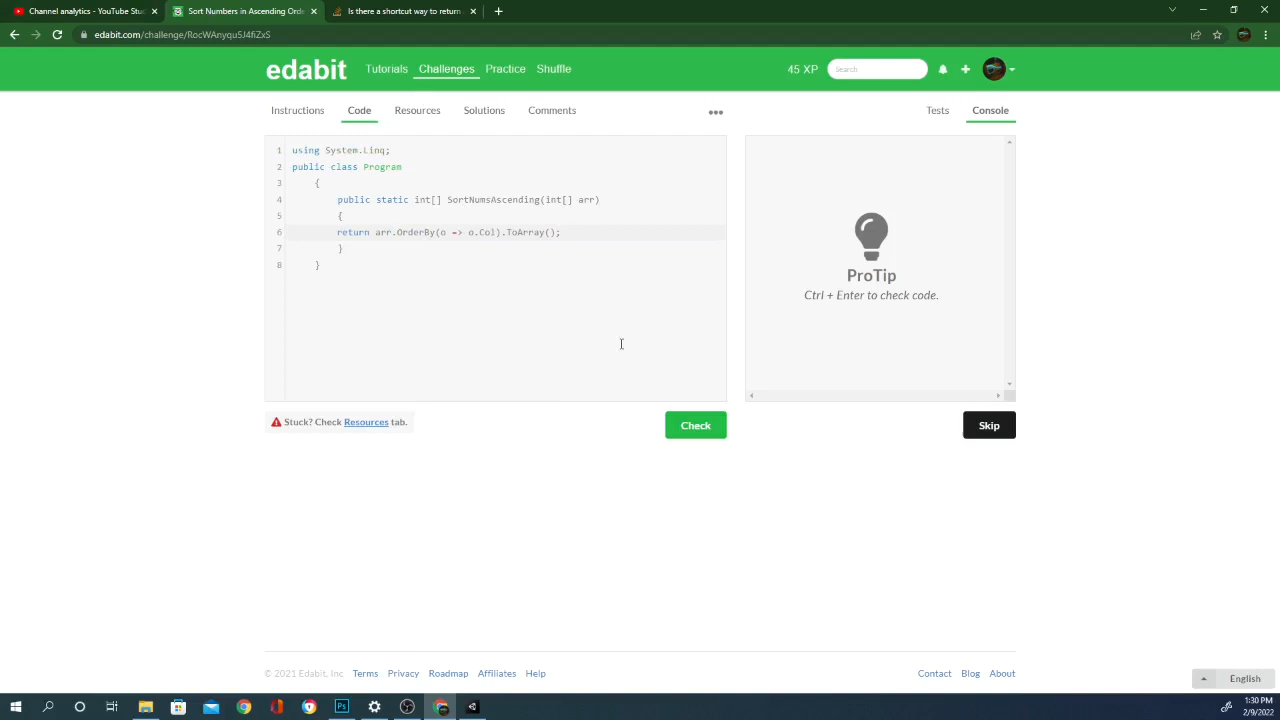 Channel analytics - YouTube Stu
Sort Numbers in Ascending Orde
Is there a shortcut way to return
edabit.com/challenge/RocWAnyquSJ4fiZxS
edabit
Tutorials
Challenges
Practice
Shuffle
45 XP
Search
Instructions
Code
Resources
Solutions
Comments
Tests
Console
1 using System.Linq;
2 public class Program
3 {
4 public static int[] SortNumsAscending(int[] arr)
5 {
6 return arr.OrderBy(o => o.Col).ToArray();
7 }
8 }
ProTip
Ctrl + Enter to check code.
Stuck? Check Resources tab.
Check
Skip
© 2021 Edabit, Inc
Terms
Privacy
Roadmap
Affiliates
Help
Contact
Blog
About
English
1:30 PM
2/9/2022